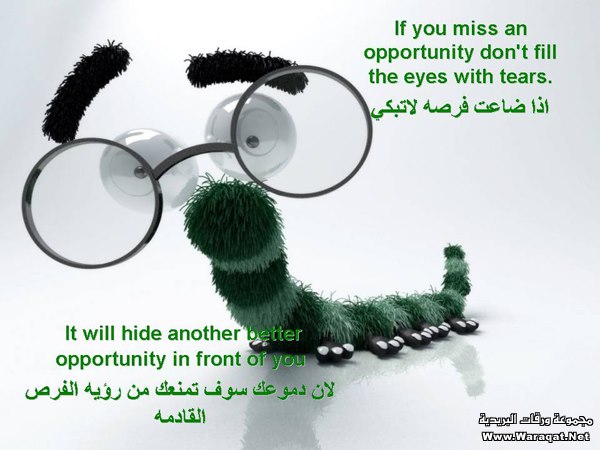 If you miss an
opportunity don't fill
the eyes with tears.
اذا ضاعت فرصه لاتبكي
It will hide another better
opportunity in front of you
لان دموعك سوف تمنعك من رؤيه الفرص
القادمه
مجموعة ورقات البريدية
www.Waraqat.Net